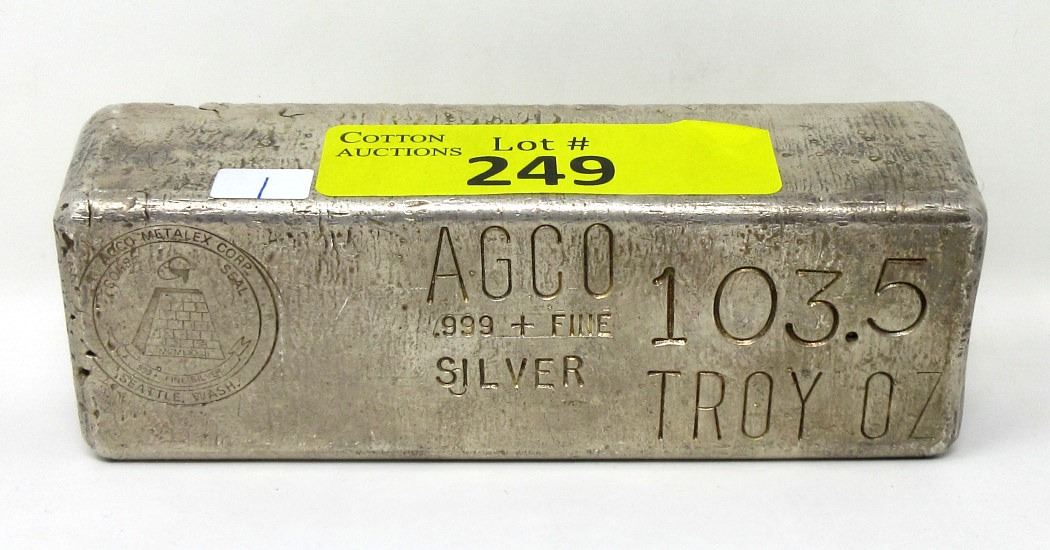 COTTON
AUCTIONS
Lot #
249
1
AGCO METALEX CORP.
SEAL
SEATTLE, WASH.
AGCO
.999 + FINE
SILVER
103.5
TROY OZ